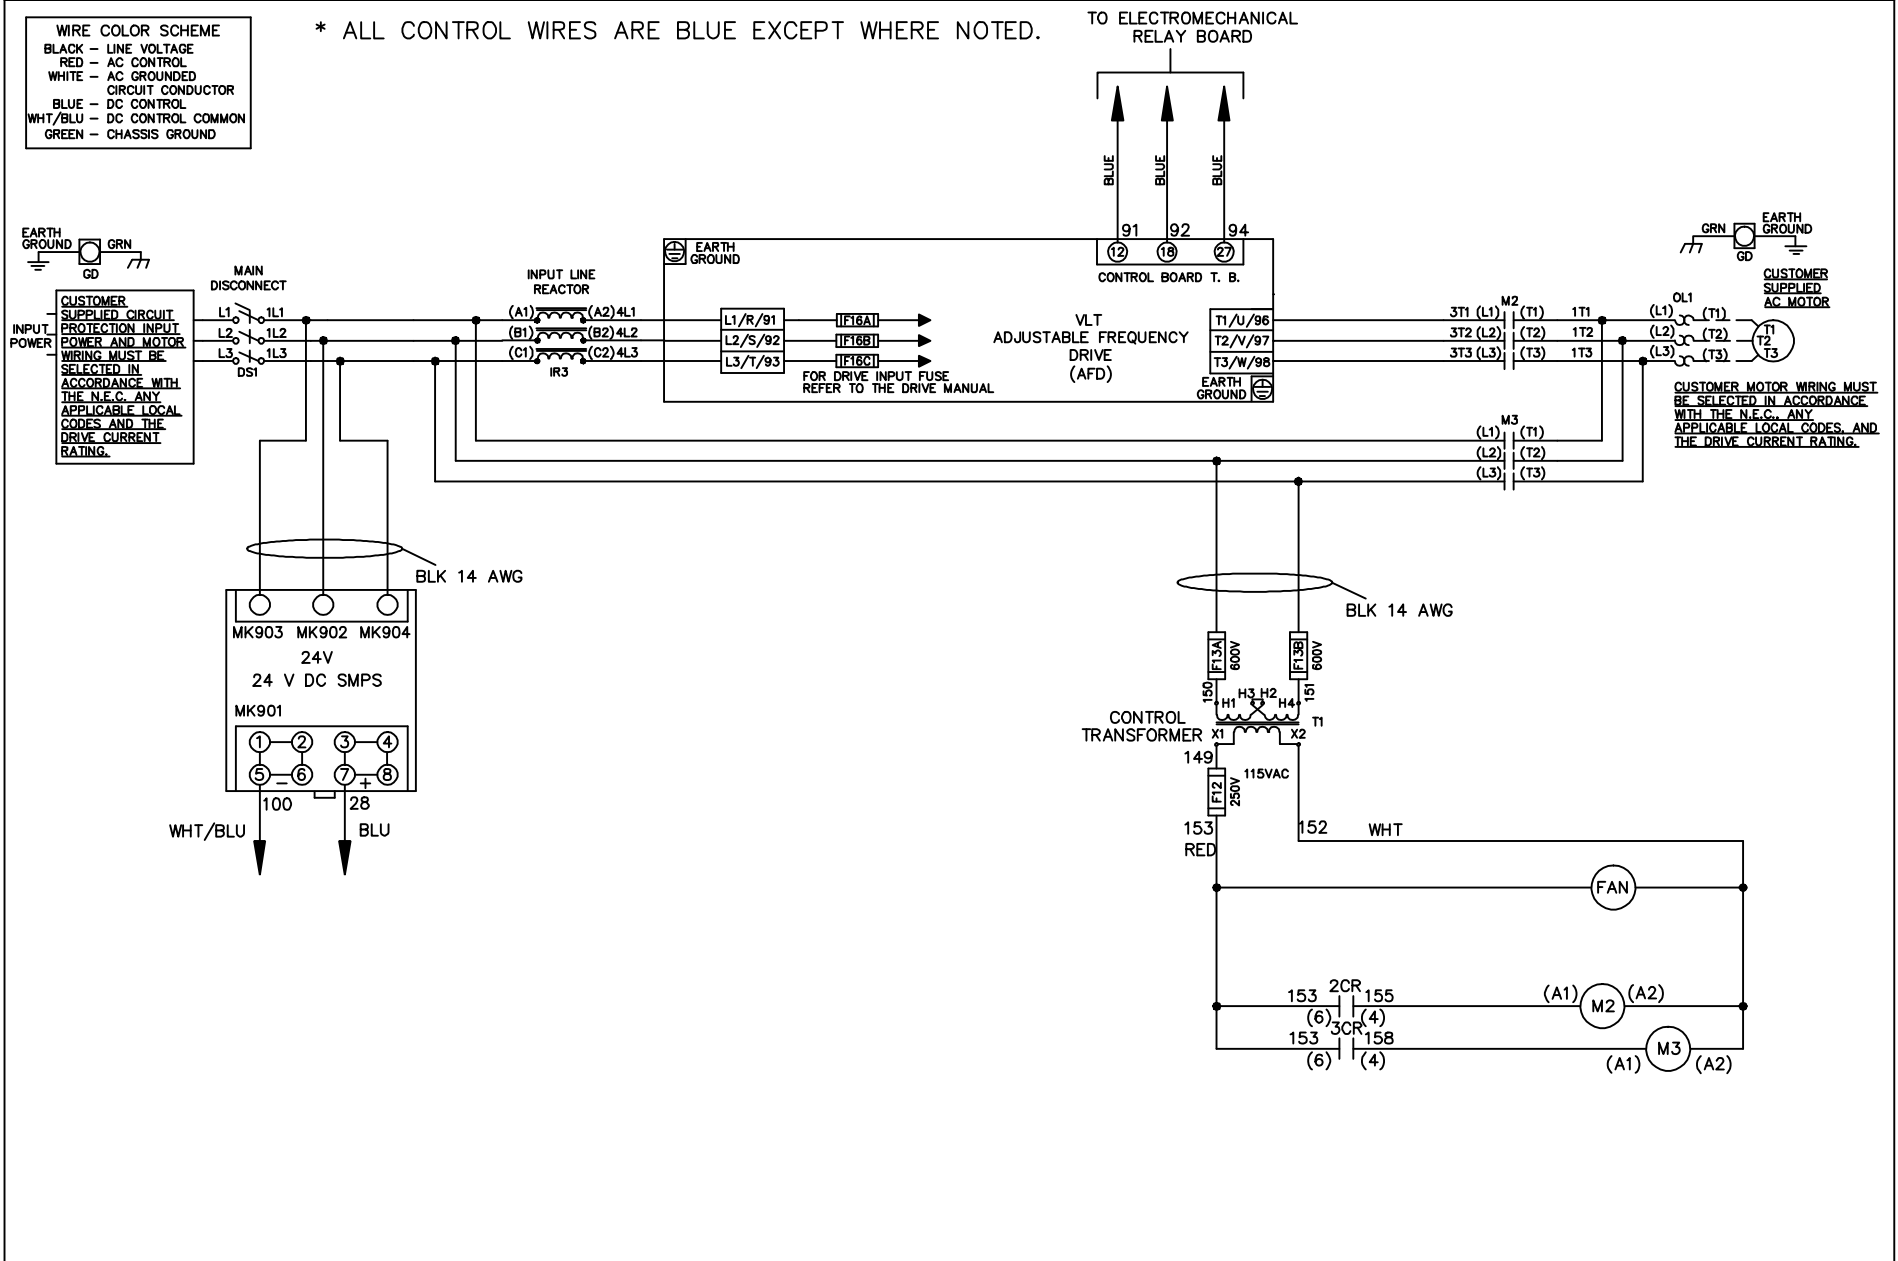 WIRE COLOR SCHEME
BLACK – LINE VOLTAGE
RED – AC CONTROL
WHITE – AC GROUNDED
CIRCUIT CONDUCTOR
BLUE – DC CONTROL
WHT/BLU – DC CONTROL COMMON
GREEN – CHASSIS GROUND
* ALL CONTROL WIRES ARE BLUE EXCEPT WHERE NOTED.
TO ELECTROMECHANICAL
RELAY BOARD
BLUE
BLUE
BLUE
91 92 94
12 18 27
CONTROL BOARD T. B.
EARTH
GROUND
GRN
GD
MAIN
DISCONNECT
INPUT LINE
REACTOR
EARTH
GROUND
GRN
EARTH
GROUND
GD
CUSTOMER
SUPPLIED
AC MOTOR
INPUT
POWER
CUSTOMER
SUPPLIED CIRCUIT
PROTECTION INPUT
POWER AND MOTOR
WIRING MUST BE
SELECTED IN
ACCORDANCE WITH
THE N.E.C. ANY
APPLICABLE LOCAL
CODES AND THE
DRIVE CURRENT
RATING.
L1 1L1
L2 1L2
L3 1L3
DS1
(A1) (A2) 4L1
(B1) (B2) 4L2
(C1) (C2) 4L3
IR3
L1/R/91
L2/S/92
L3/T/93
IF16A
IF16B
IF16C
FOR DRIVE INPUT FUSE
REFER TO THE DRIVE MANUAL
VLT
ADJUSTABLE FREQUENCY
DRIVE
(AFD)
T1/U/96
T2/V/97
T3/W/98
EARTH
GROUND
M2
3T1 (L1) (T1) 1T1
3T2 (L2) (T2) 1T2
3T3 (L3) (T3) 1T3
OL1
(L1) (T1)
(L2) (T2)
(L3) (T3)
T1
T2
T3
CUSTOMER MOTOR WIRING MUST
BE SELECTED IN ACCORDANCE
WITH THE N.E.C., ANY
APPLICABLE LOCAL CODES, AND
THE DRIVE CURRENT RATING.
M3
(L1) (T1)
(L2) (T2)
(L3) (T3)
BLK 14 AWG
BLK 14 AWG
MK903 MK902 MK904
24V
24 V DC SMPS
MK901
1 2 3 4
5 – 6 7 + 8
100 28
WHT/BLU BLU
F13A
600V
F13B
600V
150
151
H1 H3 H2 H4
T1
CONTROL
TRANSFORMER
X1 X2
149
115VAC
F12
250V
153
RED
152 WHT
FAN
153 2CR 155
(6) (4)
(A1) M2 (A2)
153 3CR 158
(6) (4)
(A1) M3 (A2)